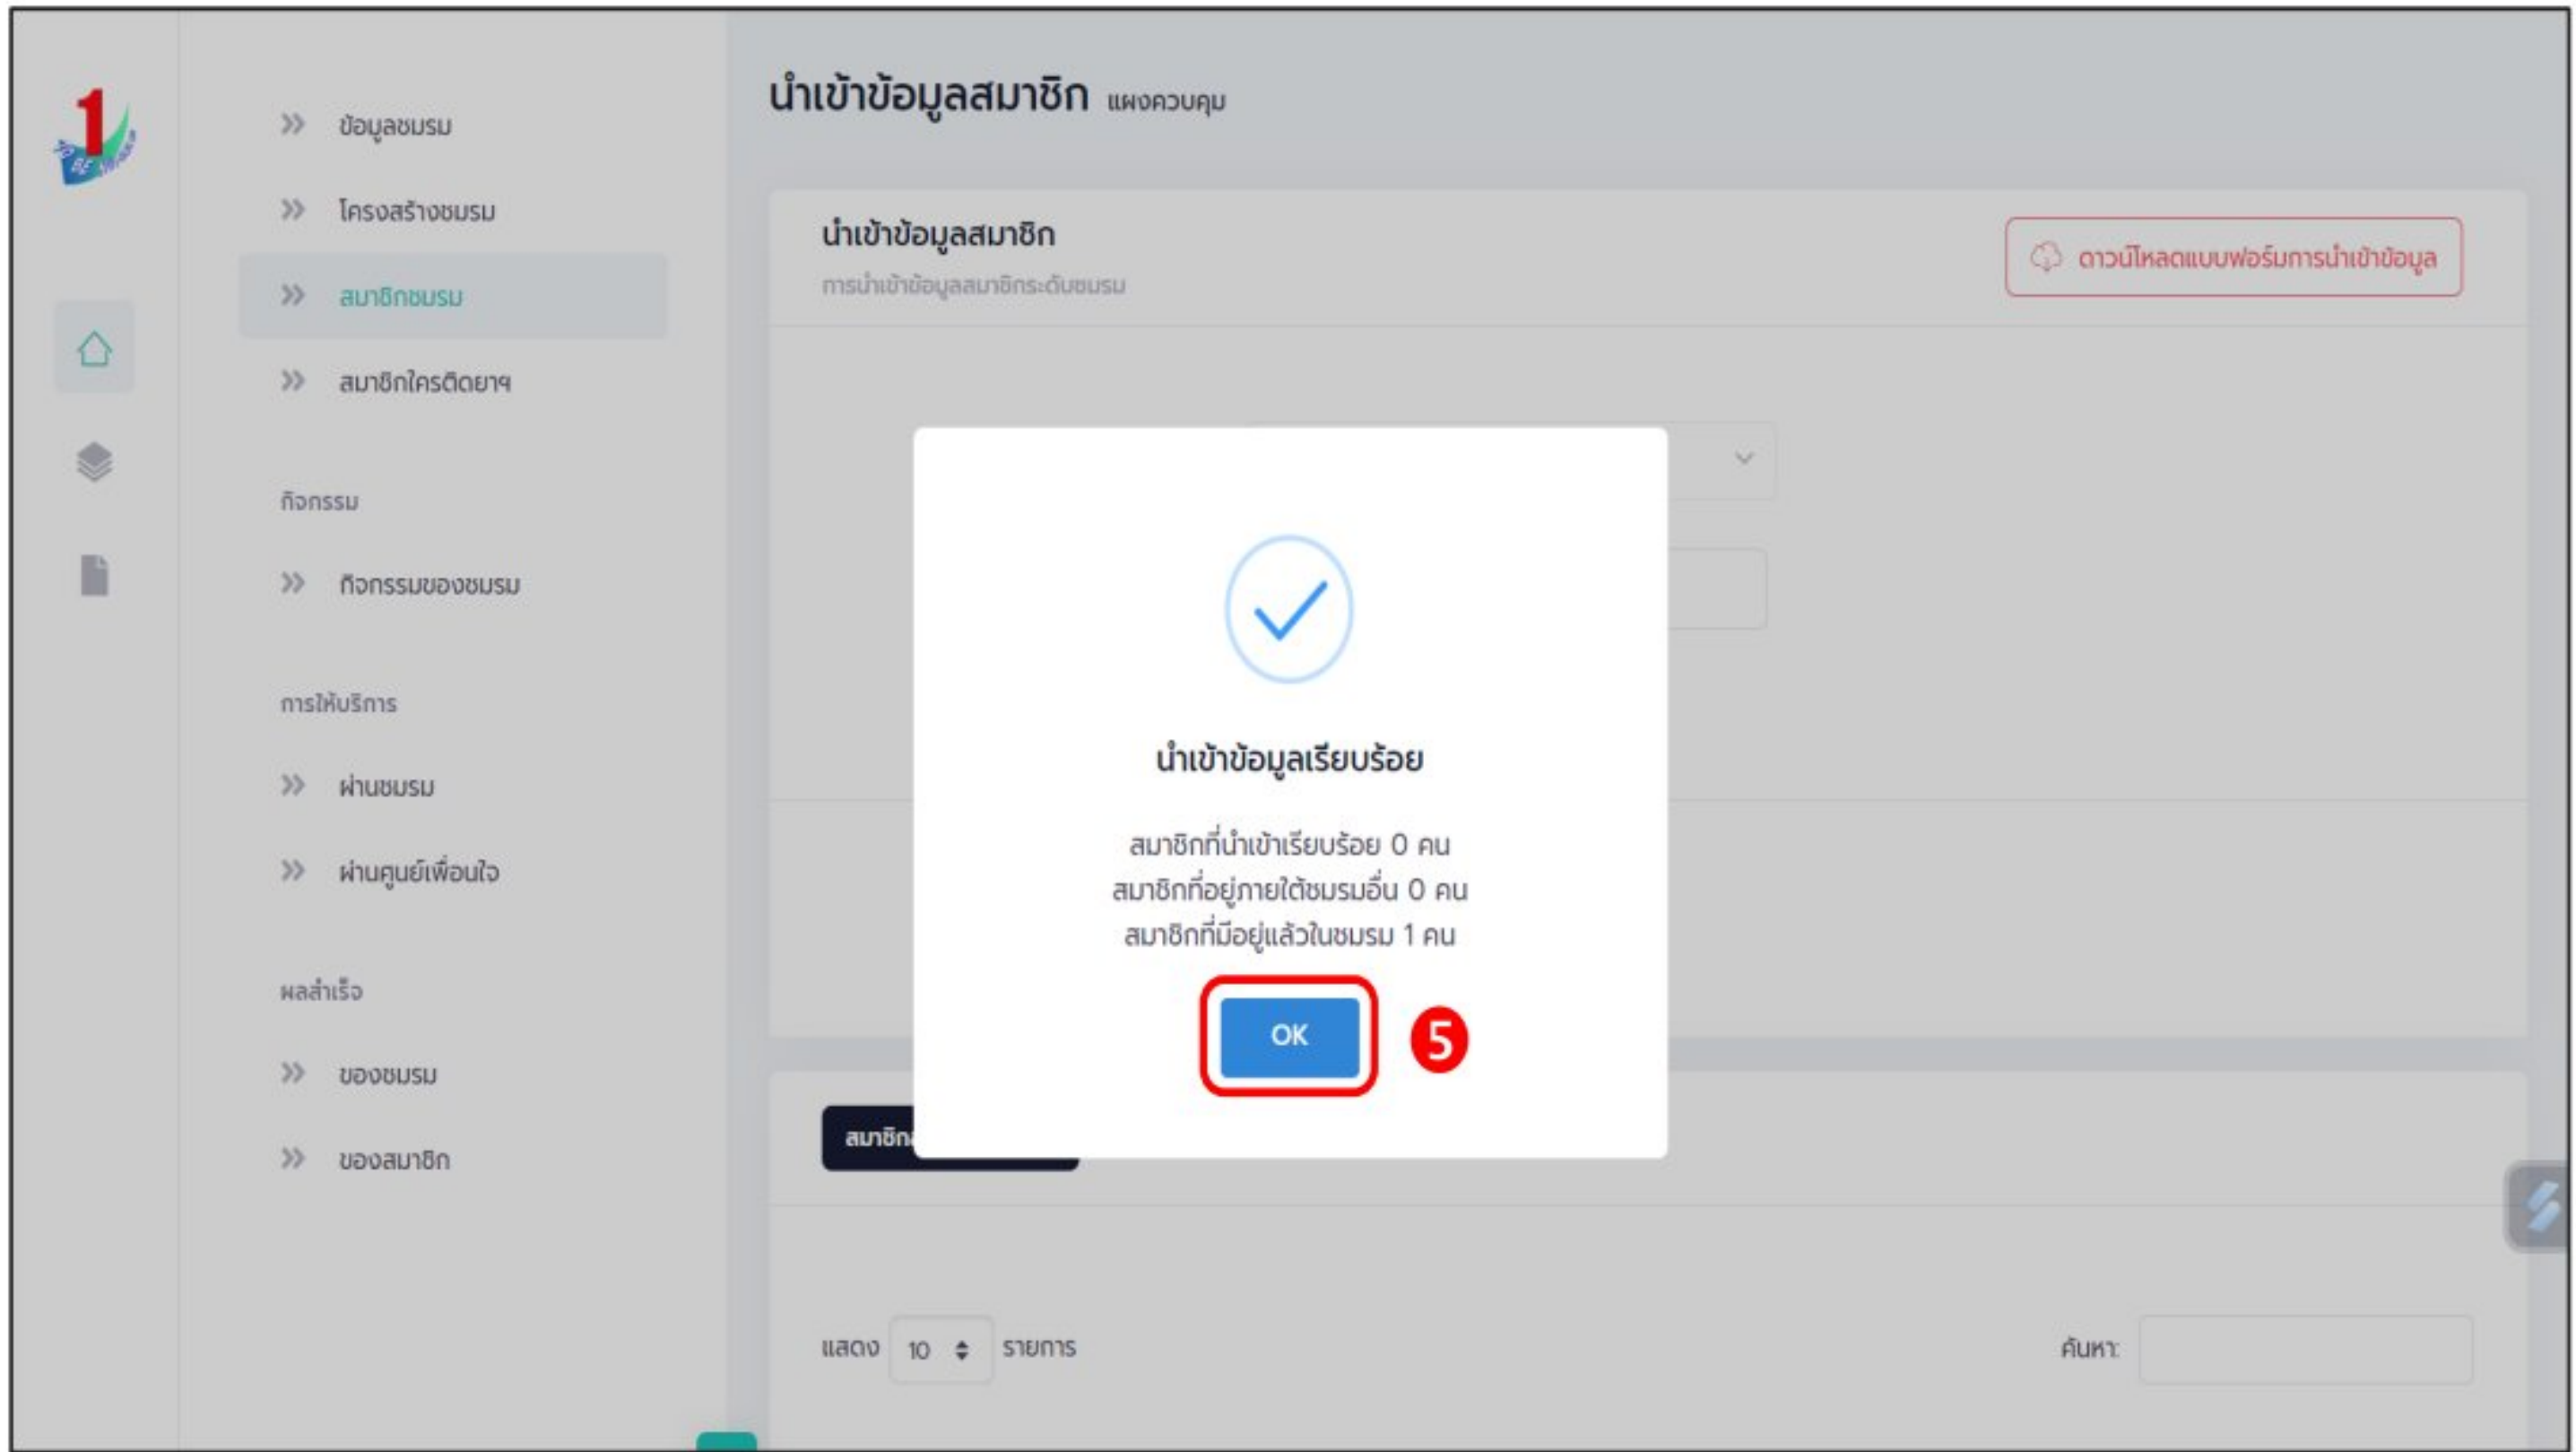 1
TO BE NUMBER
ข้อมูลชมรม
โครงสร้างชมรม
สมาชิกชมรม
สมาชิกใครติดยาฯ
กิจกรรม
กิจกรรมของชมรม
การให้บริการ
ผ่านชมรม
ผ่านศูนย์เพื่อนใจ
ผลสำเร็จ
ของชมรม
ของสมาชิก
นำเข้าข้อมูลสมาชิก แผงควบคุม
นำเข้าข้อมูลสมาชิก
การนำเข้าข้อมูลสมาชิกระดับชมรม
ดาวน์โหลดแบบฟอร์มการนำเข้าข้อมูล
นำเข้าข้อมูลเรียบร้อย
สมาชิกที่นำเข้าเรียบร้อย 0 คน
สมาชิกที่อยู่ภายใต้ชมรมอื่น 0 คน
สมาชิกที่มีอยู่แล้วในชมรม 1 คน
OK 5
สมาชิก
แสดง 10 รายการ
ค้นหา: